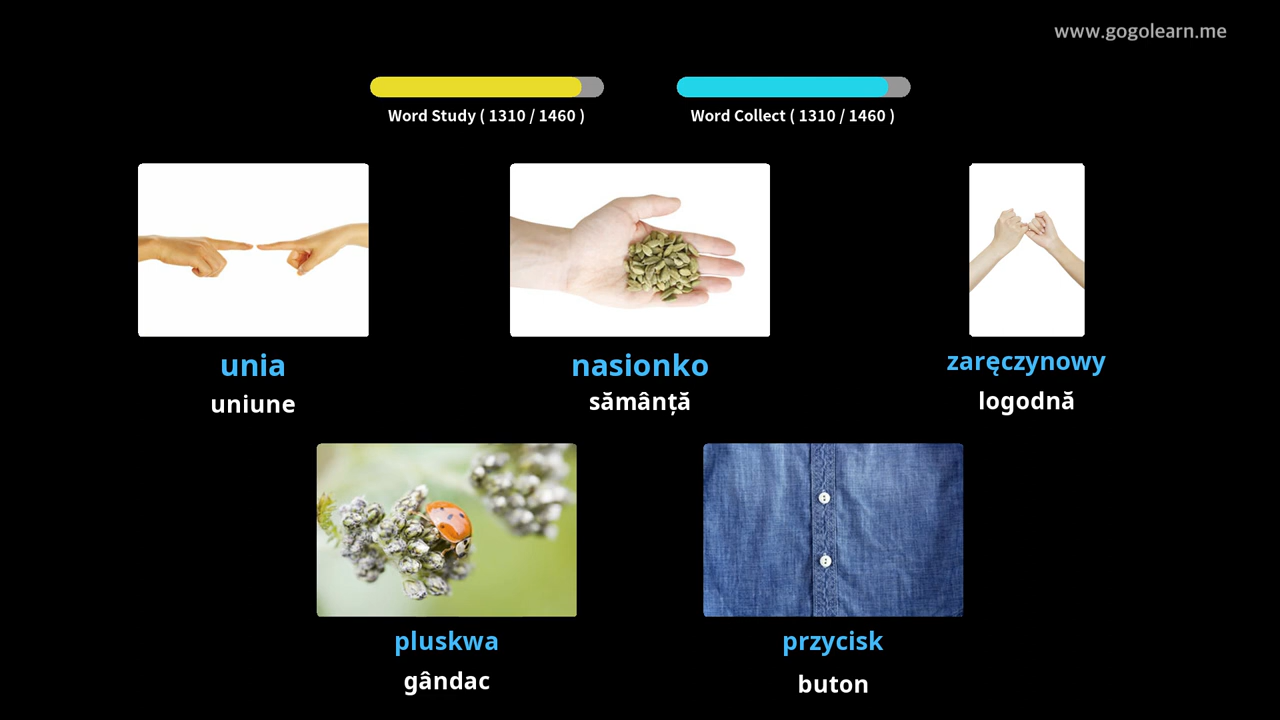 www.gogolearn.me
Word Study ( 1310 / 1460 )
Word Collect ( 1310 / 1460 )
unia
uniune
nasionko
sămânță
zaręczynowy
logodnă
pluskwa
gândac
przycisk
buton